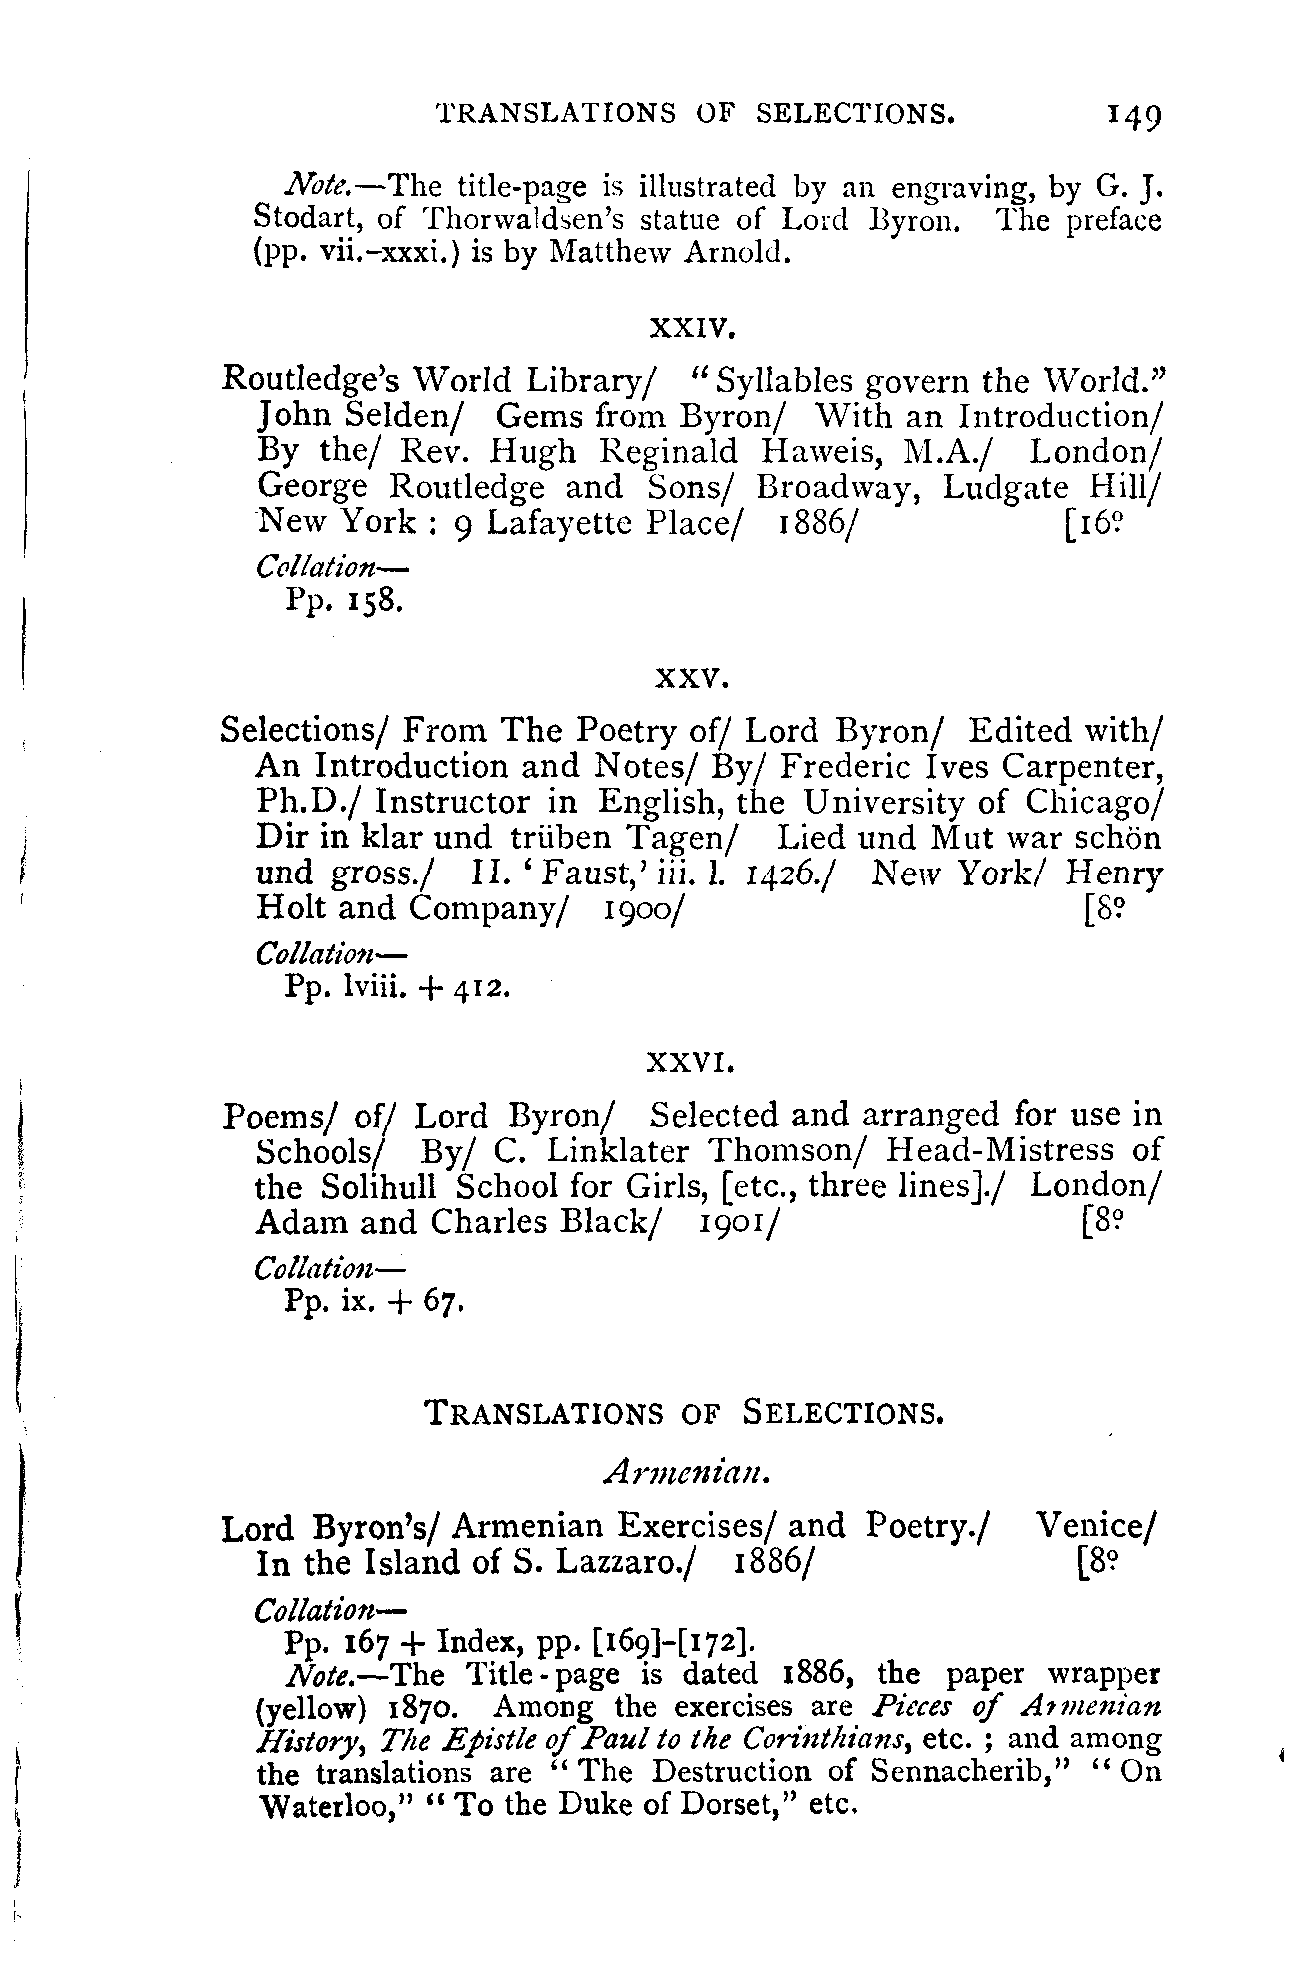 TRANSLATIONS OF SELECTIONS. 149
Note.—The title-page is illustrated by an engraving, by G. J.
Stodart, of Thorwaldsen's statue of Lord Byron. The preface
(pp. vii.-xxxi.) is by Matthew Arnold.
XXIV.
Routledge's World Library/ "Syllables govern the World."
John Selden/ Gems from Byron/ With an Introduction/
By the/ Rev. Hugh Reginald Haweis, M.A./ London/
George Routledge and Sons/ Broadway, Ludgate Hill/
New York : 9 Lafayette Place/ 1886/ [16º
Collation—
Pp. 158.
XXV.
Selections/ From The Poetry of/ Lord Byron/ Edited with/
An Introduction and Notes/ By/ Frederic Ives Carpenter,
Ph.D./ Instructor in English, the University of Chicago/
Dir in klar und trüben Tagen/ Lied und Mut war schön
und gross./ II. 'Faust,' iii. l. 1426./ New York/ Henry
Holt and Company/ 1900/ [8º
Collation—
Pp. lviii. + 412.
XXVI.
Poems/ of/ Lord Byron/ Selected and arranged for use in
Schools/ By/ C. Linklater Thomson/ Head-Mistress of
the Solihull School for Girls, [etc., three lines]./ London/
Adam and Charles Black/ 1901/ [8º
Collation—
Pp. ix. + 67.
TRANSLATIONS OF SELECTIONS.
Armenian.
Lord Byron's/ Armenian Exercises/ and Poetry./ Venice/
In the Island of S. Lazzaro./ 1886/ [8º
Collation—
Pp. 167 + Index, pp. [169]-[172].
Note.—The Title-page is dated 1886, the paper wrapper
(yellow) 1870. Among the exercises are Pieces of Armenian
History, The Epistle of Paul to the Corinthians, etc. ; and among
the translations are "The Destruction of Sennacherib," "On
Waterloo," "To the Duke of Dorset," etc.